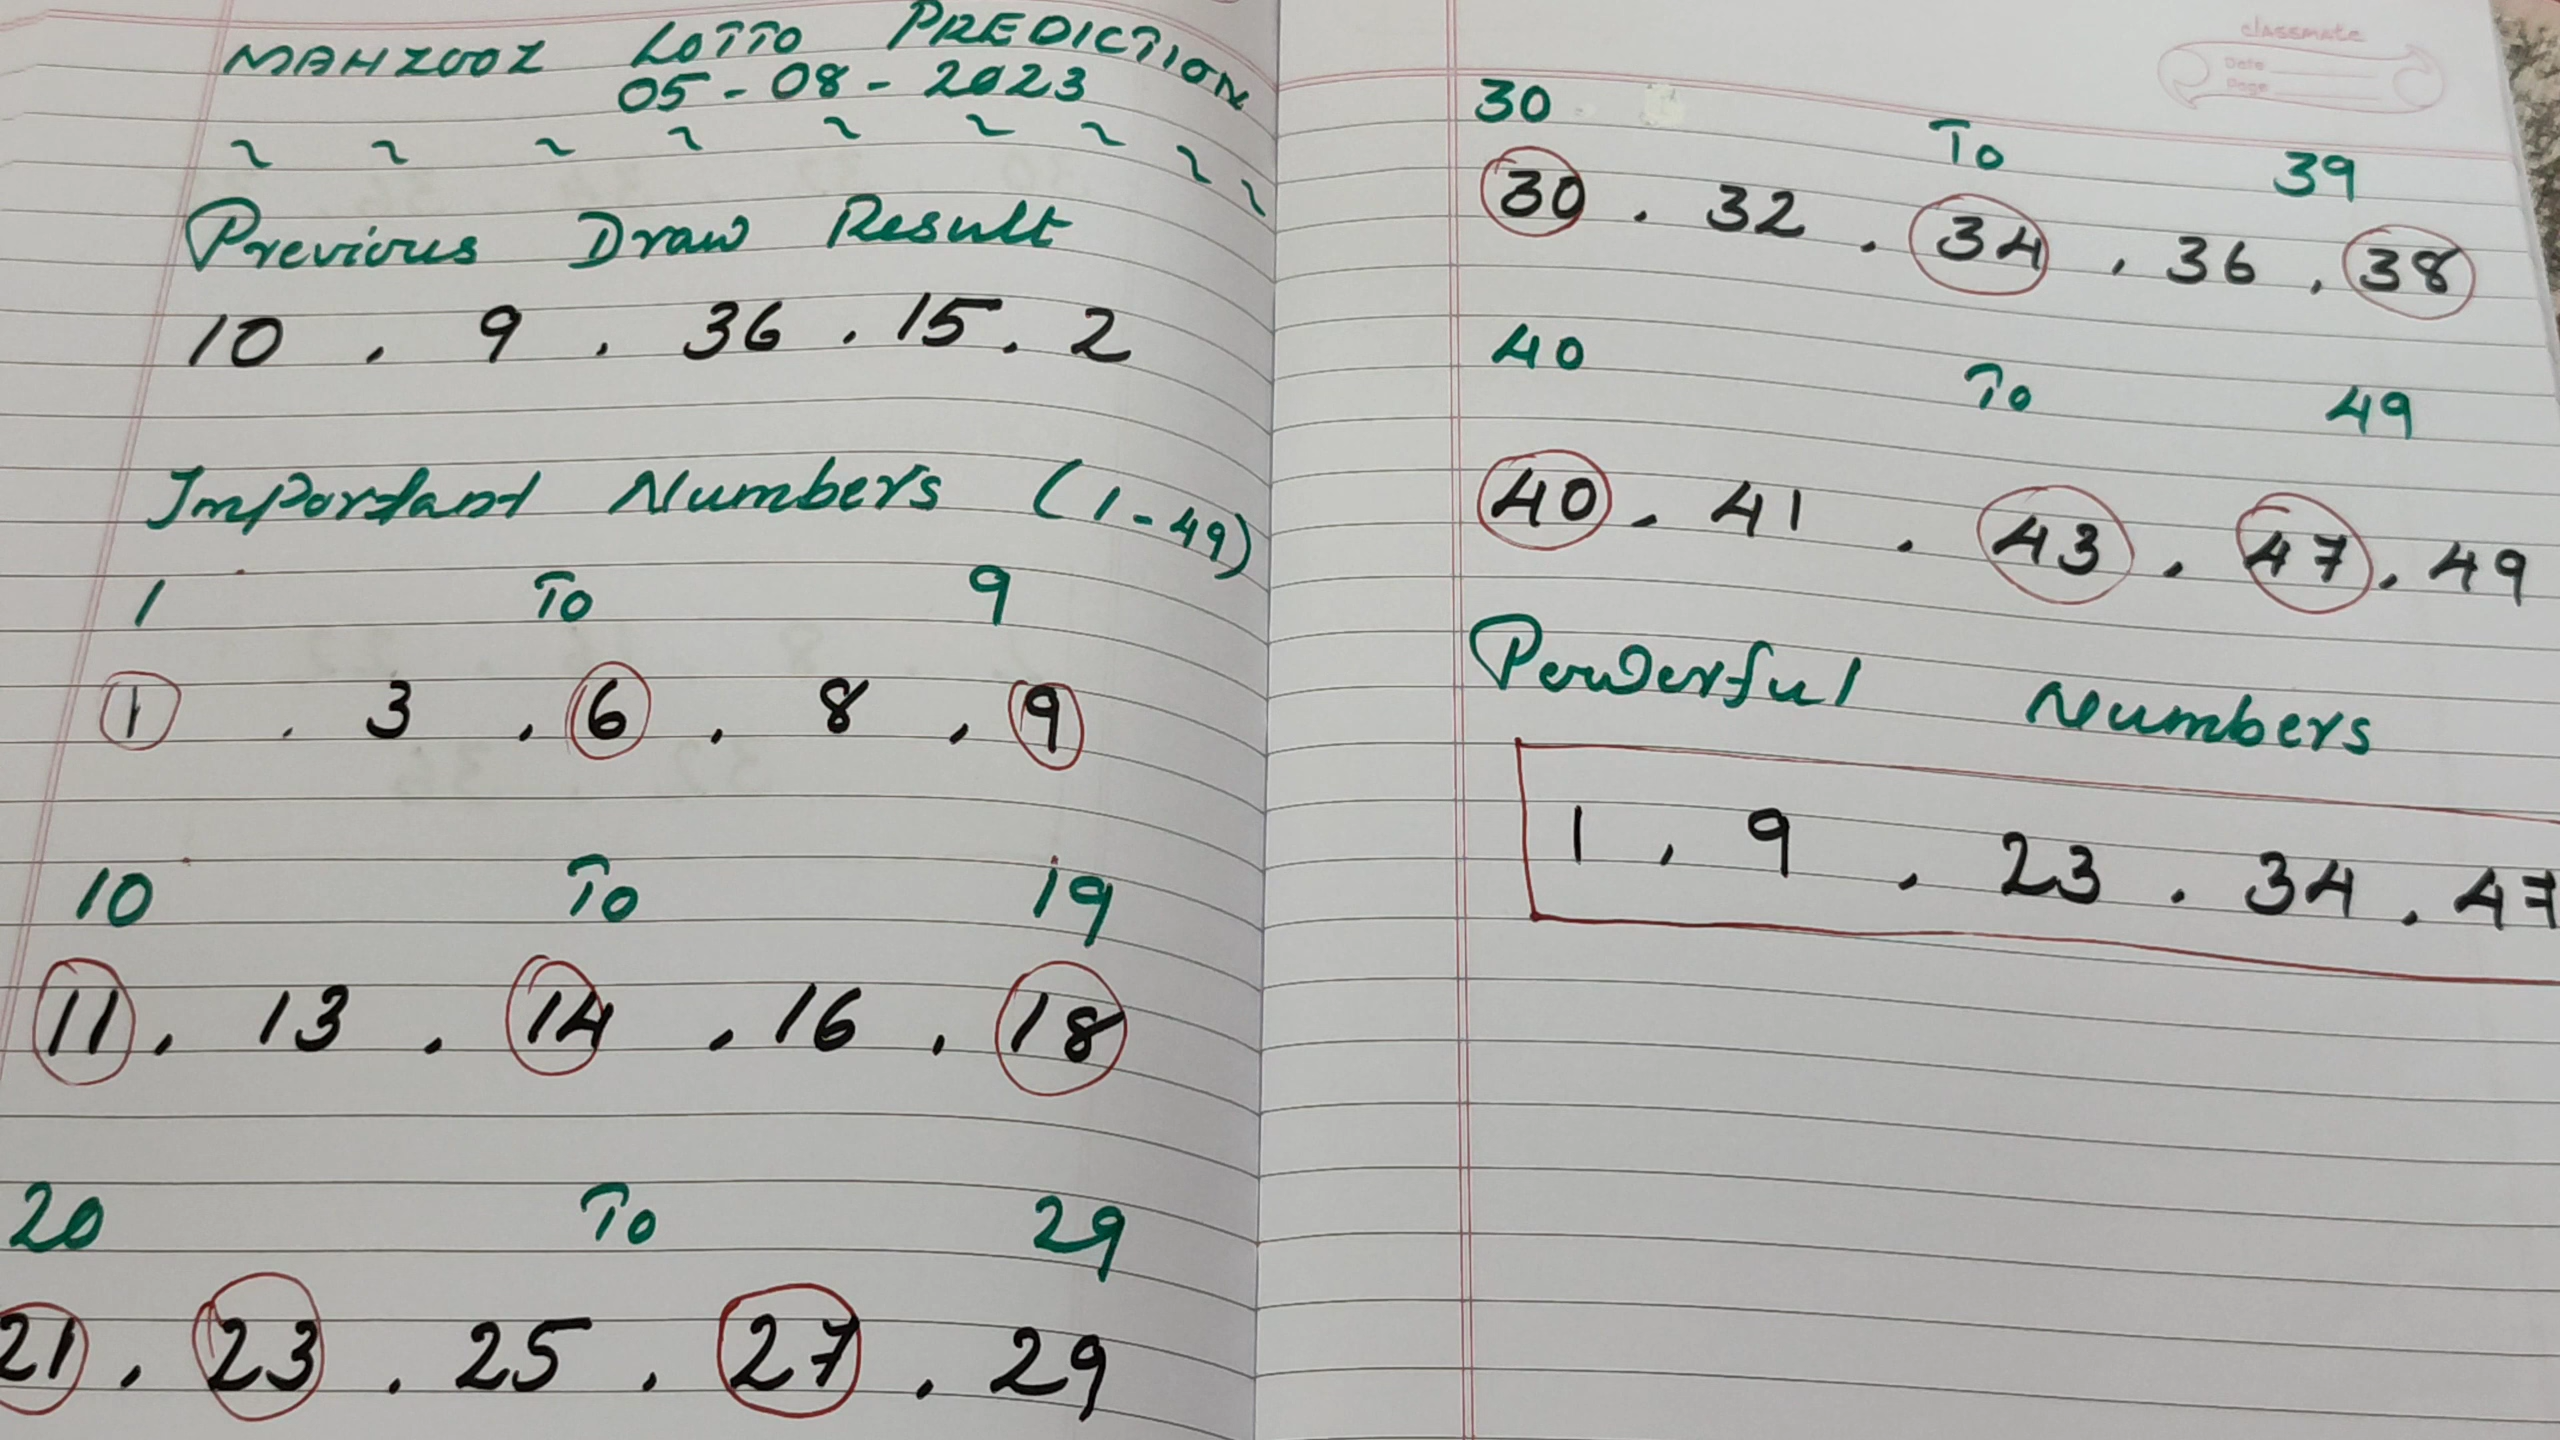 MAHZOOZ LOTTO PREDICTION
05-08-2023
Previous Draw Result
10 . 9 . 36 . 15 . 2
Important Numbers (1-49)
1 To 9
1 . 3 . 6 . 8 . 9
10 To 19
11 . 13 . 14 . 16 . 18
20 To 29
21 . 23 . 25 . 27 . 29
classmate
Date
Page
30 To 39
30 . 32 . 34 . 36 . 38
40 To 49
40 . 41 . 43 . 47 . 49
Powerful Numbers
1 , 9 . 23 . 34 . 47